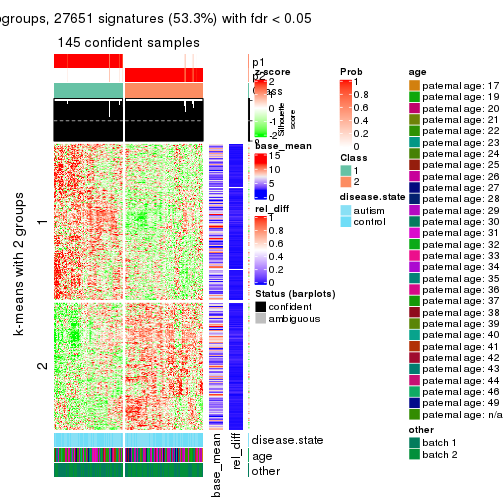 ogroups, 27651 signatures (53.3%) with fdr < 0.05
145 confident samples
p1
p2
Class
Silhouette
score
k-means with 2 groups
1
2
base_mean
rel_diff
disease.state
age
other
z-score
2
1
0
-1
-2
base_mean
15
10
5
0
rel_diff
1
0.8
0.6
0.4
0.2
0
Status (barplots)
confident
ambiguous
Prob
1
0.8
0.6
0.4
0.2
0
Class
1
2
disease.state
autism
control
age
paternal age: 17
paternal age: 19
paternal age: 20
paternal age: 21
paternal age: 22
paternal age: 23
paternal age: 24
paternal age: 25
paternal age: 26
paternal age: 27
paternal age: 28
paternal age: 29
paternal age: 30
paternal age: 31
paternal age: 32
paternal age: 33
paternal age: 34
paternal age: 35
paternal age: 36
paternal age: 37
paternal age: 38
paternal age: 39
paternal age: 40
paternal age: 41
paternal age: 42
paternal age: 43
paternal age: 44
paternal age: 46
paternal age: 49
paternal age: n/a
other
batch 1
batch 2